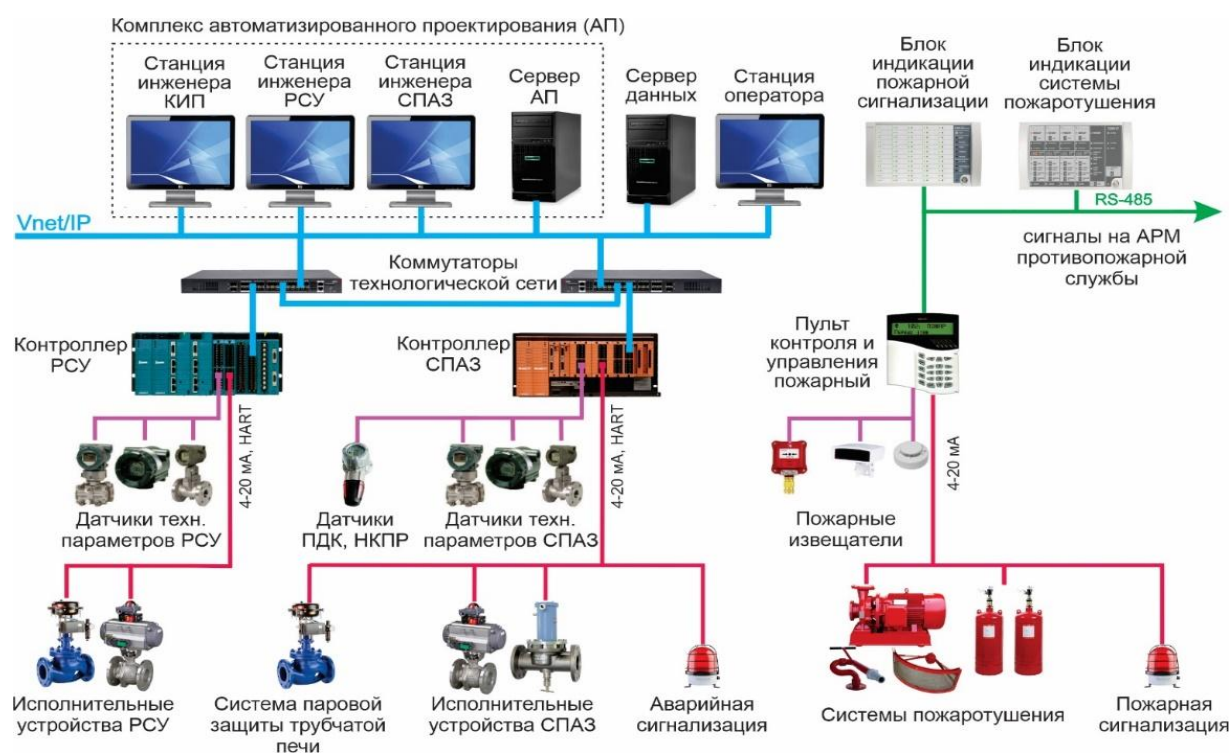 Комплекс автоматизированного проектирования (АП)
Станция
инженера
КИП
Станция
инженера
РСУ
Станция
инженера
СПАЗ
Сервер
АП
Сервер
данных
Станция
оператора
Блок
индикации
пожарной
сигнализации
Блок
индикации
системы
пожаротушения
Vnet/IP
RS-485
Коммутаторы
технологической сети
сигналы на АРМ
противопожарной
службы
Контроллер
РСУ
Контроллер
СПАЗ
Пульт
контроля и
управления
пожарный
4-20 мА, HART
4-20 мА, HART
4-20 мА
Датчики техн.
параметров РСУ
Датчики
ПДК, НКПР
Датчики техн.
параметров СПАЗ
Пожарные
извещатели
Исполнительные
устройства РСУ
Система паровой
защиты трубчатой
печи
Исполнительные
устройства СПАЗ
Аварийная
сигнализация
Системы пожаротушения
Пожарная
сигнализация